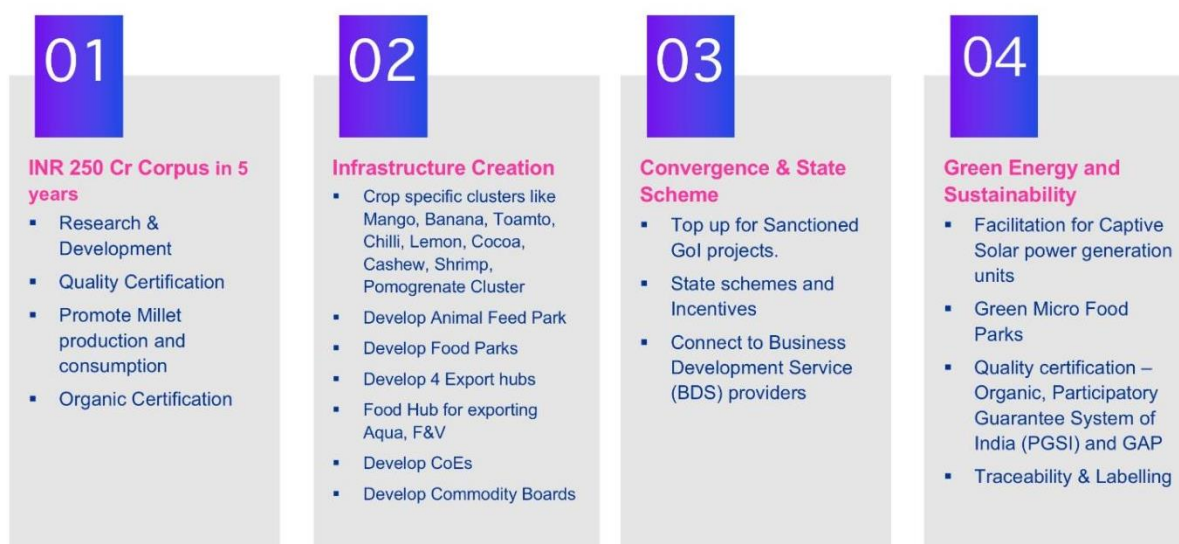 01
INR 250 Cr Corpus in 5
years
▪ Research &
Development
▪ Quality Certification
▪ Promote Millet
production and
consumption
▪ Organic Certification
02
Infrastructure Creation
▪ Crop specific clusters like
Mango, Banana, Toamto,
Chilli, Lemon, Cocoa,
Cashew, Shrimp,
Pomogrenate Cluster
▪ Develop Animal Feed Park
▪ Develop Food Parks
▪ Develop 4 Export hubs
▪ Food Hub for exporting
Aqua, F&V
▪ Develop CoEs
▪ Develop Commodity Boards
03
Convergence & State
Scheme
▪ Top up for Sanctioned
GoI projects.
▪ State schemes and
Incentives
▪ Connect to Business
Development Service
(BDS) providers
04
Green Energy and
Sustainability
▪ Facilitation for Captive
Solar power generation
units
▪ Green Micro Food
Parks
▪ Quality certification –
Organic, Participatory
Guarantee System of
India (PGSI) and GAP
▪ Traceability & Labelling